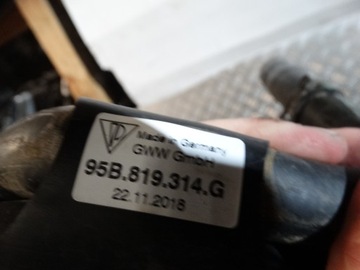 Made in Germany
GWW GmbH
95B.819.314.G
22.11.2018